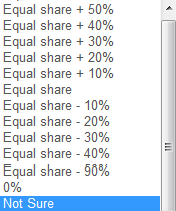 Equal share + 50%
Equal share + 40%
Equal share + 30%
Equal share + 20%
Equal share + 10%
Equal share
Equal share - 10%
Equal share - 20%
Equal share - 30%
Equal share - 40%
Equal share - 90%
0%
Not Sure